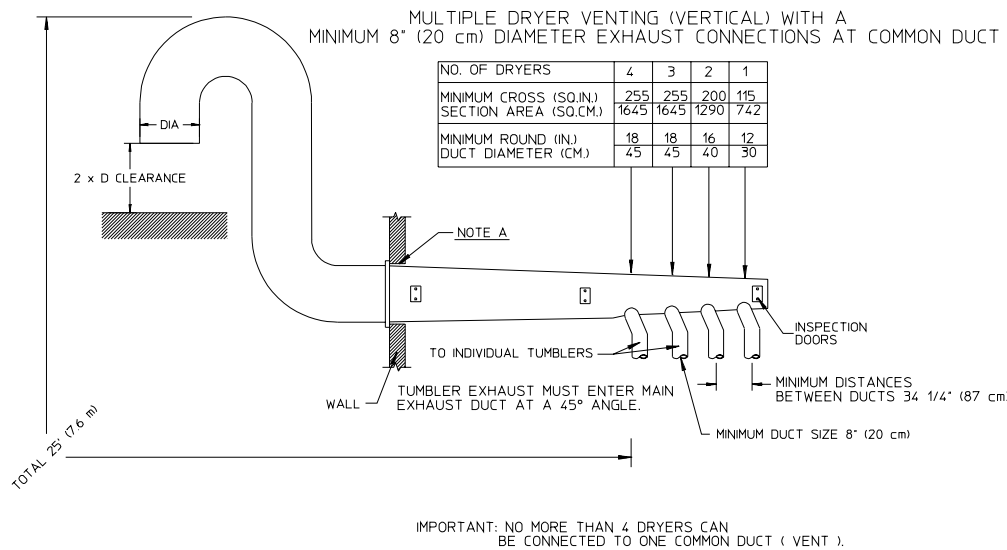 MULTIPLE DRYER VENTING (VERTICAL) WITH A
MINIMUM 8" (20 cm) DIAMETER EXHAUST CONNECTIONS AT COMMON DUCT
NO. OF DRYERS 4 3 2 1
MINIMUM CROSS (SQ.IN.) 255 255 200 115
SECTION AREA (SQ.CM.) 1645 1645 1290 742
MINIMUM ROUND (IN.) 18 18 16 12
DUCT DIAMETER (CM.) 45 45 40 30
DIA
2 x D CLEARANCE
NOTE A
INSPECTION
DOORS
TO INDIVIDUAL TUMBLERS
WALL
TUMBLER EXHAUST MUST ENTER MAIN
EXHAUST DUCT AT A 45° ANGLE.
MINIMUM DISTANCES
BETWEEN DUCTS 34 1/4" (87 cm)
MINIMUM DUCT SIZE 8" (20 cm)
TOTAL 25' (7.6 m)
IMPORTANT: NO MORE THAN 4 DRYERS CAN
BE CONNECTED TO ONE COMMON DUCT ( VENT ).